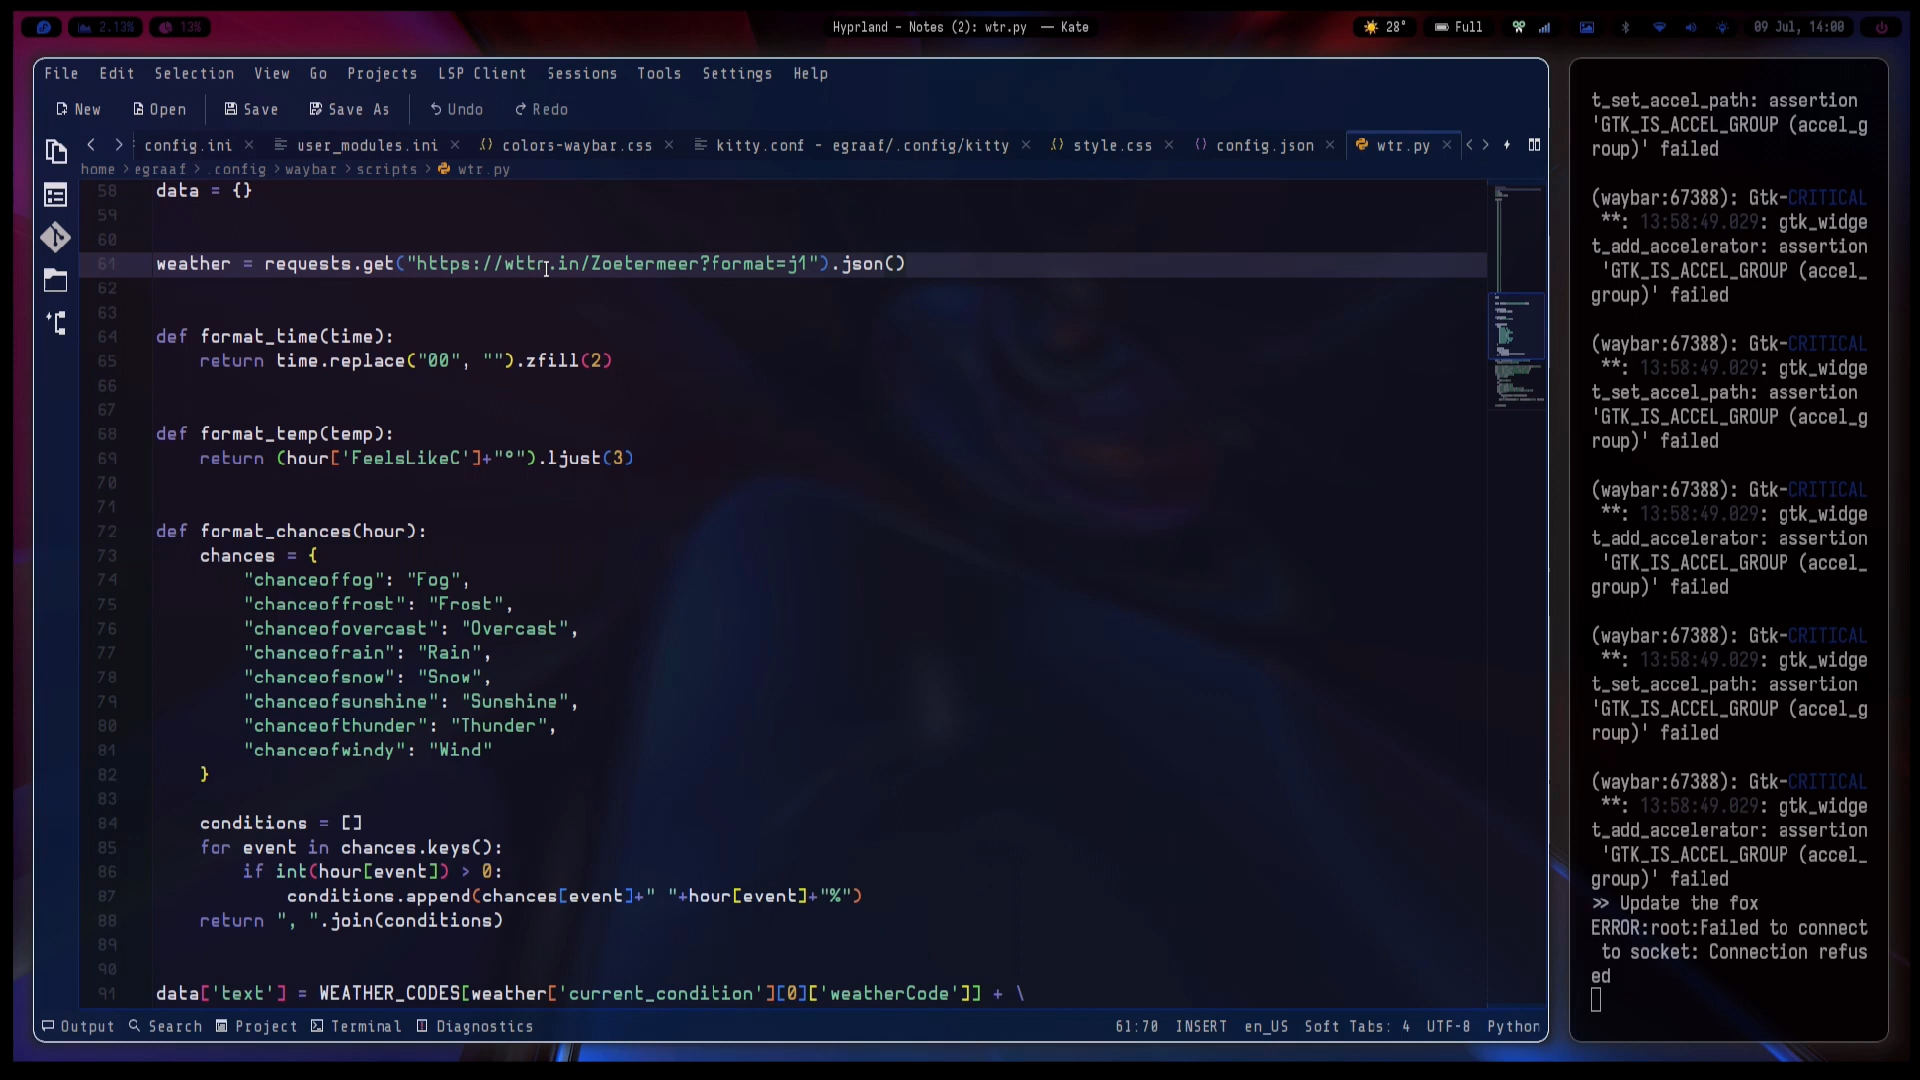 2.13%
13%
Hyprland - Notes (2): wtr.py — Kate
28°
Full
09 Jul, 14:00
File Edit Selection View Go Projects LSP Client Sessions Tools Settings Help
New Open Save Save As Undo Redo
config.ini user_modules.ini colors-waybar.css kitty.conf - egraaf/.config/kitty style.css config.json wtr.py
home > egraaf > .config > waybar > scripts > wtr.py
58 data = {}
59
60
61 weather = requests.get("https://wttr.in/Zoetermeer?format=j1").json()
62
63
64 def format_time(time):
65 return time.replace("00", "").zfill(2)
66
67
68 def format_temp(temp):
69 return (hour['FeelsLikeC']+"°").ljust(3)
70
71
72 def format_chances(hour):
73 chances = {
74 "chanceoffog": "Fog",
75 "chanceoffrost": "Frost",
76 "chanceofovercast": "Overcast",
77 "chanceofrain": "Rain",
78 "chanceofsnow": "Snow",
79 "chanceofsunshine": "Sunshine",
80 "chanceofthunder": "Thunder",
81 "chanceofwindy": "Wind"
82 }
83
84 conditions = []
85 for event in chances.keys():
86 if int(hour[event]) > 0:
87 conditions.append(chances[event]+" "+hour[event]+"%")
88 return ", ".join(conditions)
89
90
91 data['text'] = WEATHER_CODES[weather['current_condition'][0]['weatherCode']] + \
Output Search Project Terminal Diagnostics 61:70 INSERT en_US Soft Tabs: 4 UTF-8 Python
t_set_accel_path: assertion
'GTK_IS_ACCEL_GROUP (accel_g
roup)' failed
(waybar:67388): Gtk-CRITICAL
**: 13:58:49.029: gtk_widge
t_add_accelerator: assertion
'GTK_IS_ACCEL_GROUP (accel_
group)' failed
(waybar:67388): Gtk-CRITICAL
**: 13:58:49.029: gtk_widge
t_set_accel_path: assertion
'GTK_IS_ACCEL_GROUP (accel_g
roup)' failed
(waybar:67388): Gtk-CRITICAL
**: 13:58:49.029: gtk_widge
t_add_accelerator: assertion
'GTK_IS_ACCEL_GROUP (accel_
group)' failed
(waybar:67388): Gtk-CRITICAL
**: 13:58:49.029: gtk_widge
t_set_accel_path: assertion
'GTK_IS_ACCEL_GROUP (accel_g
roup)' failed
(waybar:67388): Gtk-CRITICAL
**: 13:58:49.029: gtk_widge
t_add_accelerator: assertion
'GTK_IS_ACCEL_GROUP (accel_
group)' failed
>> Update the fox
ERROR:root:Failed to connect
to socket: Connection refus
ed